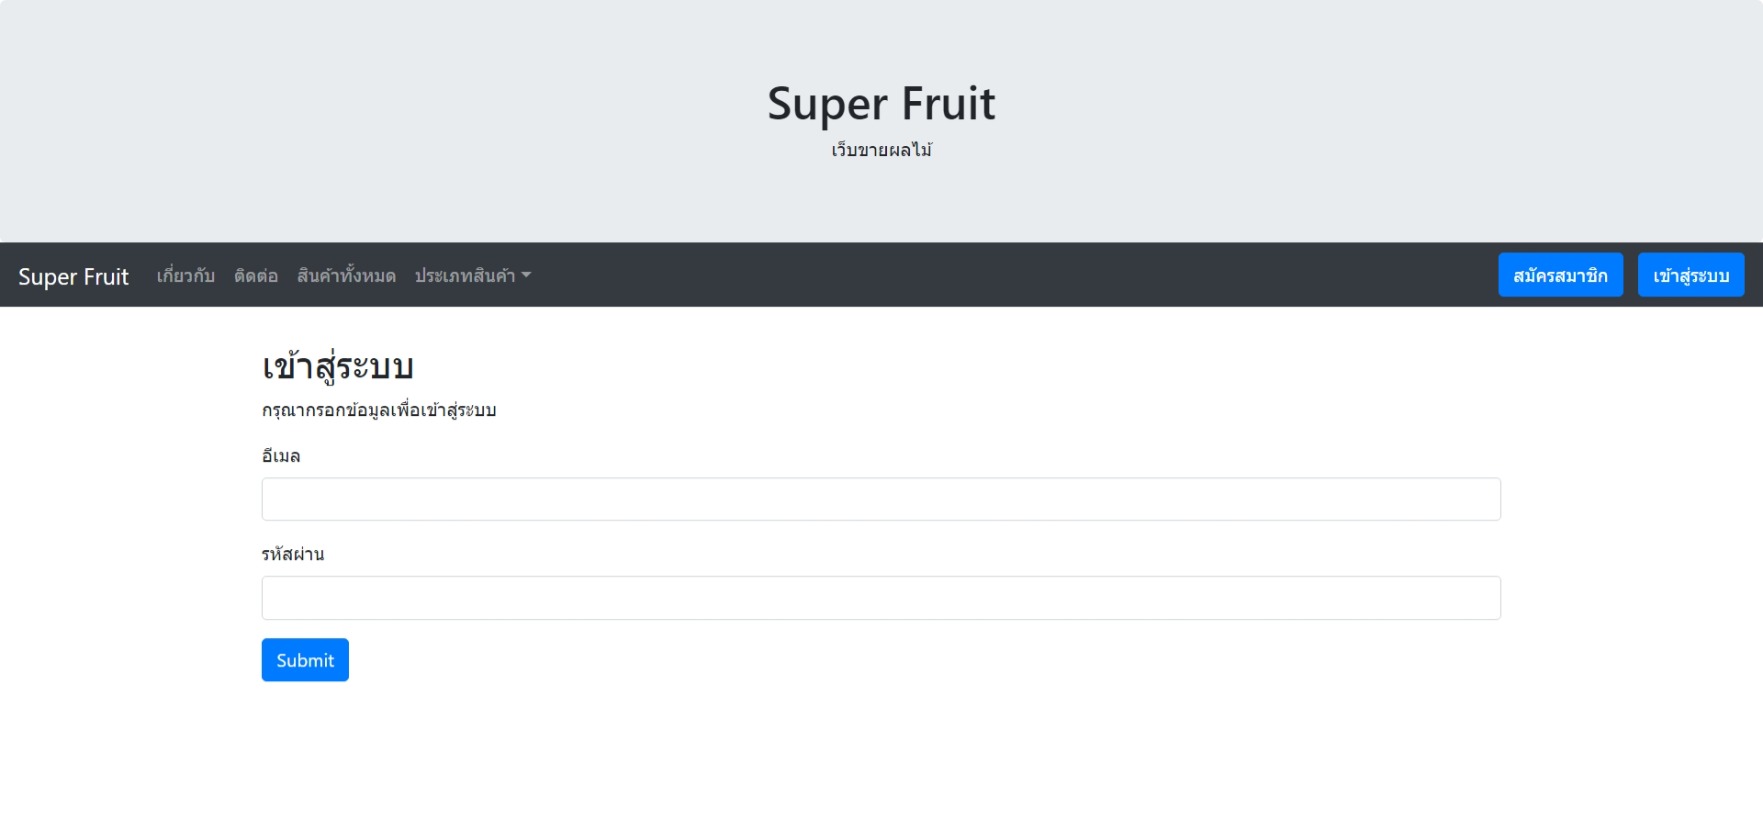 Super Fruit
เว็บขายผลไม้
Super Fruit เกี่ยวกับ ติดต่อ สินค้าทั้งหมด ประเภทสินค้า สมัครสมาชิก เข้าสู่ระบบ
เข้าสู่ระบบ
กรุณากรอกข้อมูลเพื่อเข้าสู่ระบบ
อีเมล
รหัสผ่าน
Submit